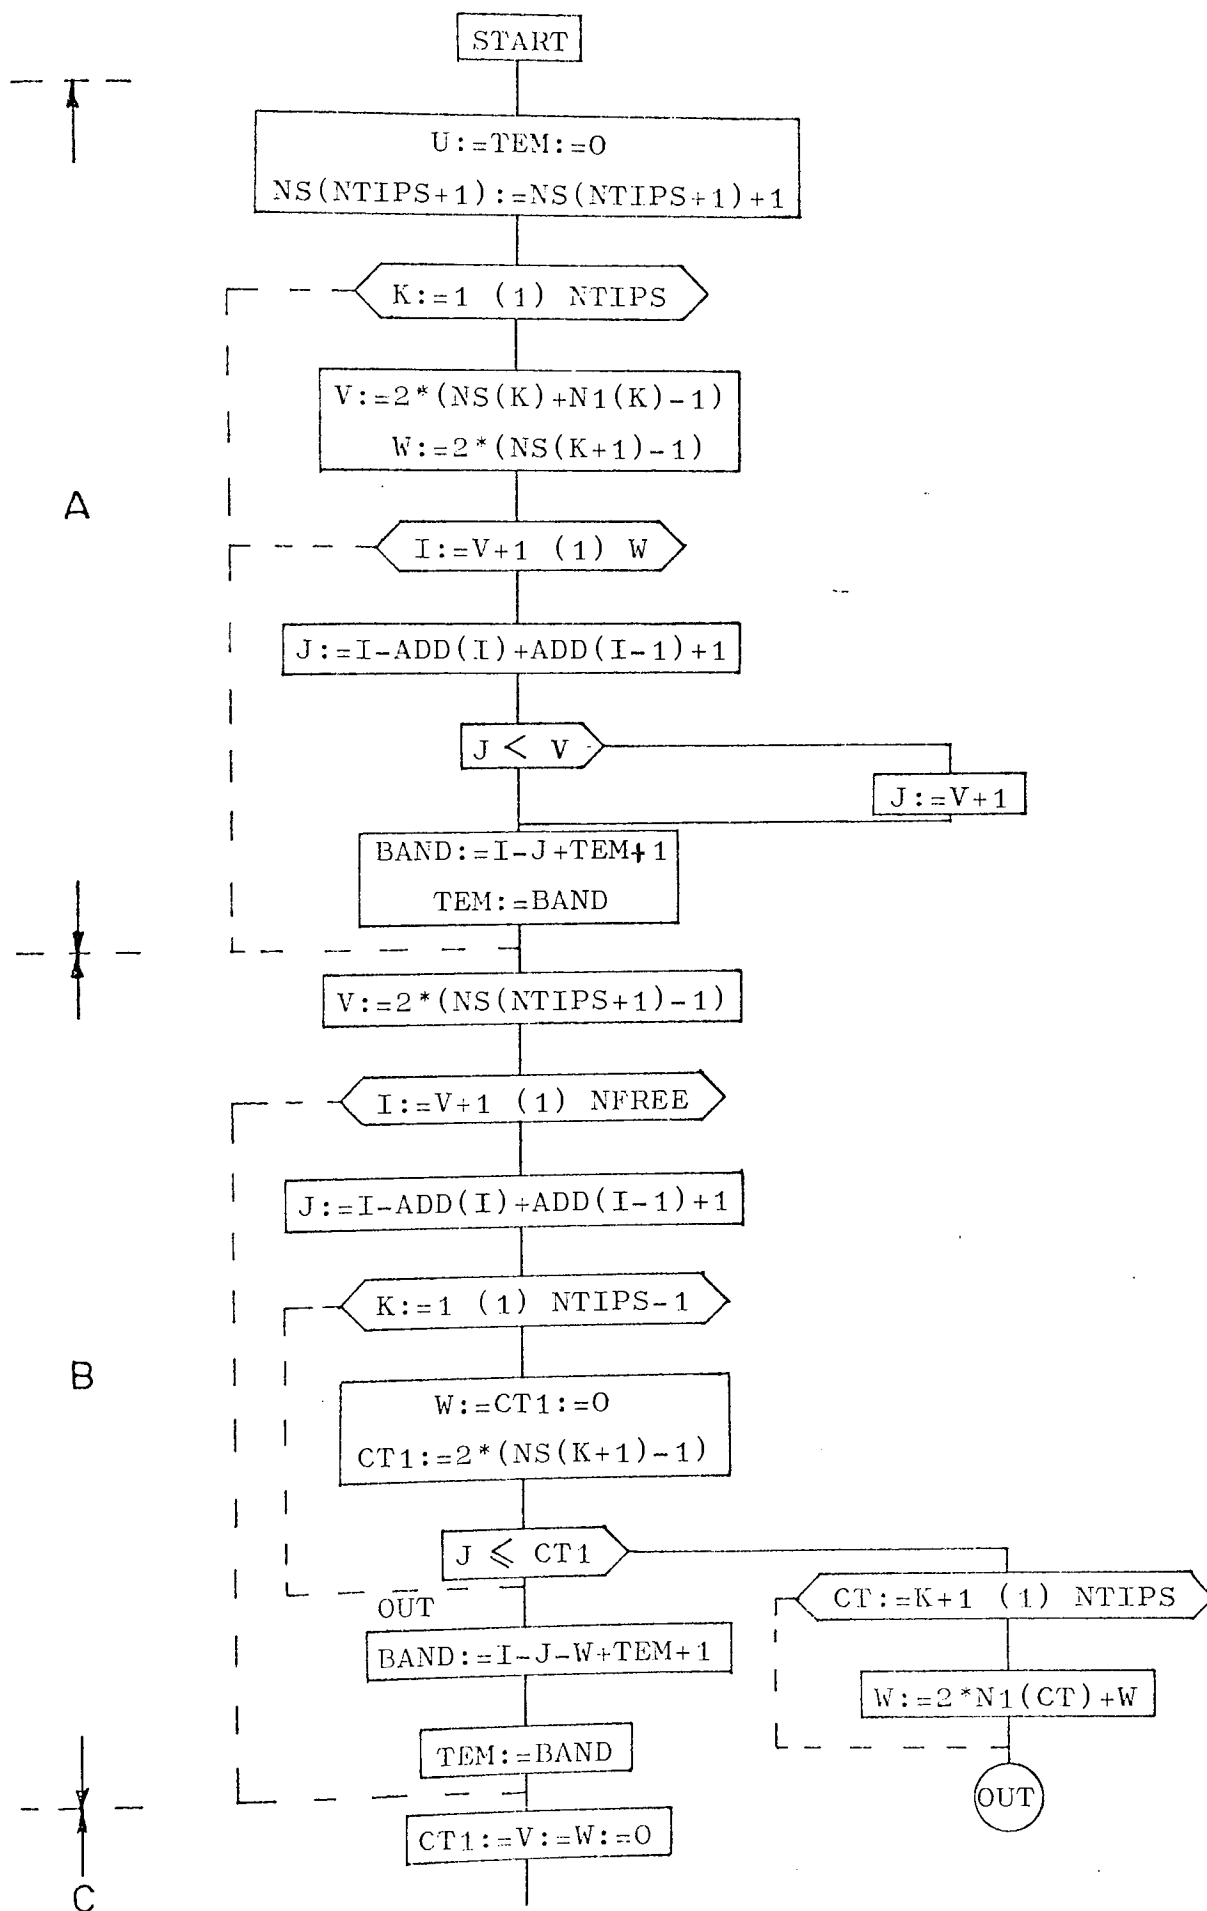 START
U:=TEM:=0
NS(NTIPS+1):=NS(NTIPS+1)+1
K:=1 (1) NTIPS
V:=2*(NS(K)+N1(K)-1)
W:=2*(NS(K+1)-1)
A
I:=V+1 (1) W
J:=I-ADD(I)+ADD(I-1)+1
J < V
J:=V+1
BAND:=I-J+TEM+1
TEM:=BAND
V:=2*(NS(NTIPS+1)-1)
I:=V+1 (1) NFREE
J:=I-ADD(I)+ADD(I-1)+1
K:=1 (1) NTIPS-1
B
W:=CT1:=0
CT1:=2*(NS(K+1)-1)
J ⩽ CT1
CT:=K+1 (1) NTIPS
OUT
BAND:=I-J-W+TEM+1
W:=2*N1(CT)+W
TEM:=BAND
OUT
CT1:=V:=W:=0
C